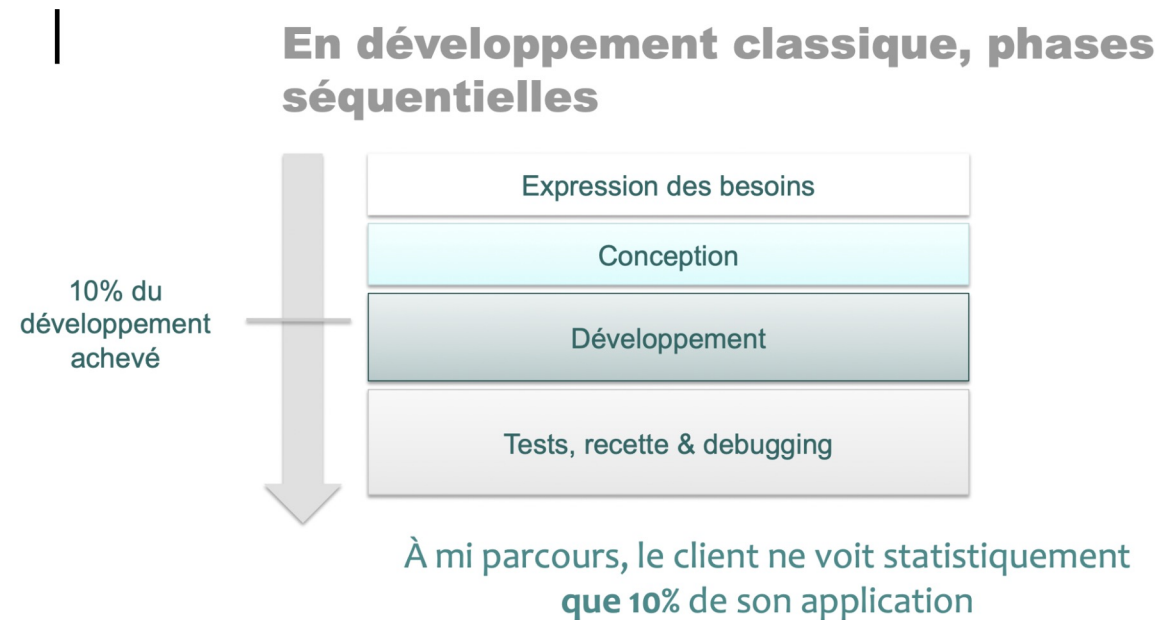 En développement classique, phases
séquentielles
Expression des besoins
Conception
10% du
développement
achevé
Développement
Tests, recette & debugging
À mi parcours, le client ne voit statistiquement
que 10% de son application